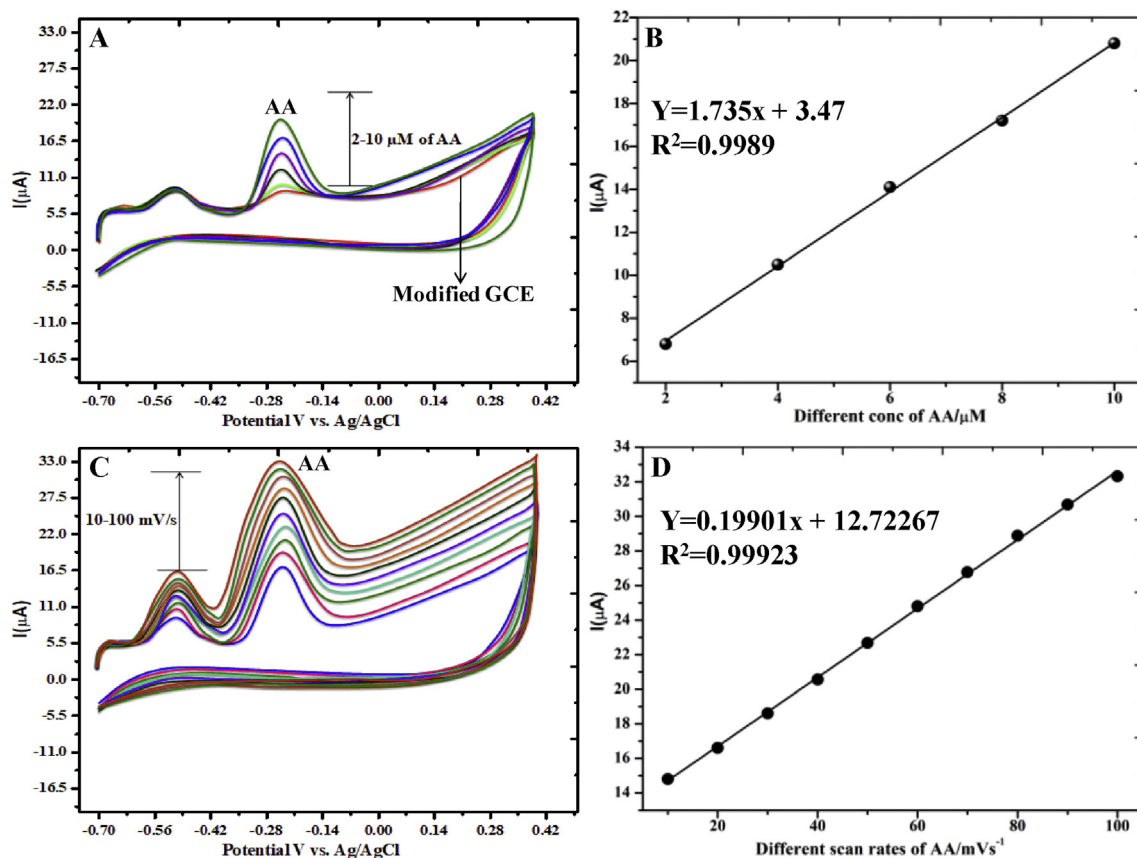 A
33.0
27.5
22.0
16.5
11.0
5.5
0.0
-5.5
-11.0
-16.5
I(μA)
AA
2-10 μM of AA
Modified GCE
-0.70 -0.56 -0.42 -0.28 -0.14 0.00 0.14 0.28 0.42
Potential V vs. Ag/AgCl
B
22
20
18
16
14
12
10
8
6
I(μA)
Y=1.735x + 3.47
R²=0.9989
2 4 6 8 10
Different conc of AA/μM
C
33.0
27.5
22.0
16.5
11.0
5.5
0.0
-5.5
-11.0
-16.5
I(μA)
AA
10-100 mV/s
-0.70 -0.56 -0.42 -0.28 -0.14 0.00 0.14 0.28 0.42
Potential V vs. Ag/AgCl
D
34
32
30
28
26
24
22
20
18
16
14
I(μA)
Y=0.19901x + 12.72267
R²=0.99923
20 40 60 80 100
Different scan rates of AA/mVs⁻¹